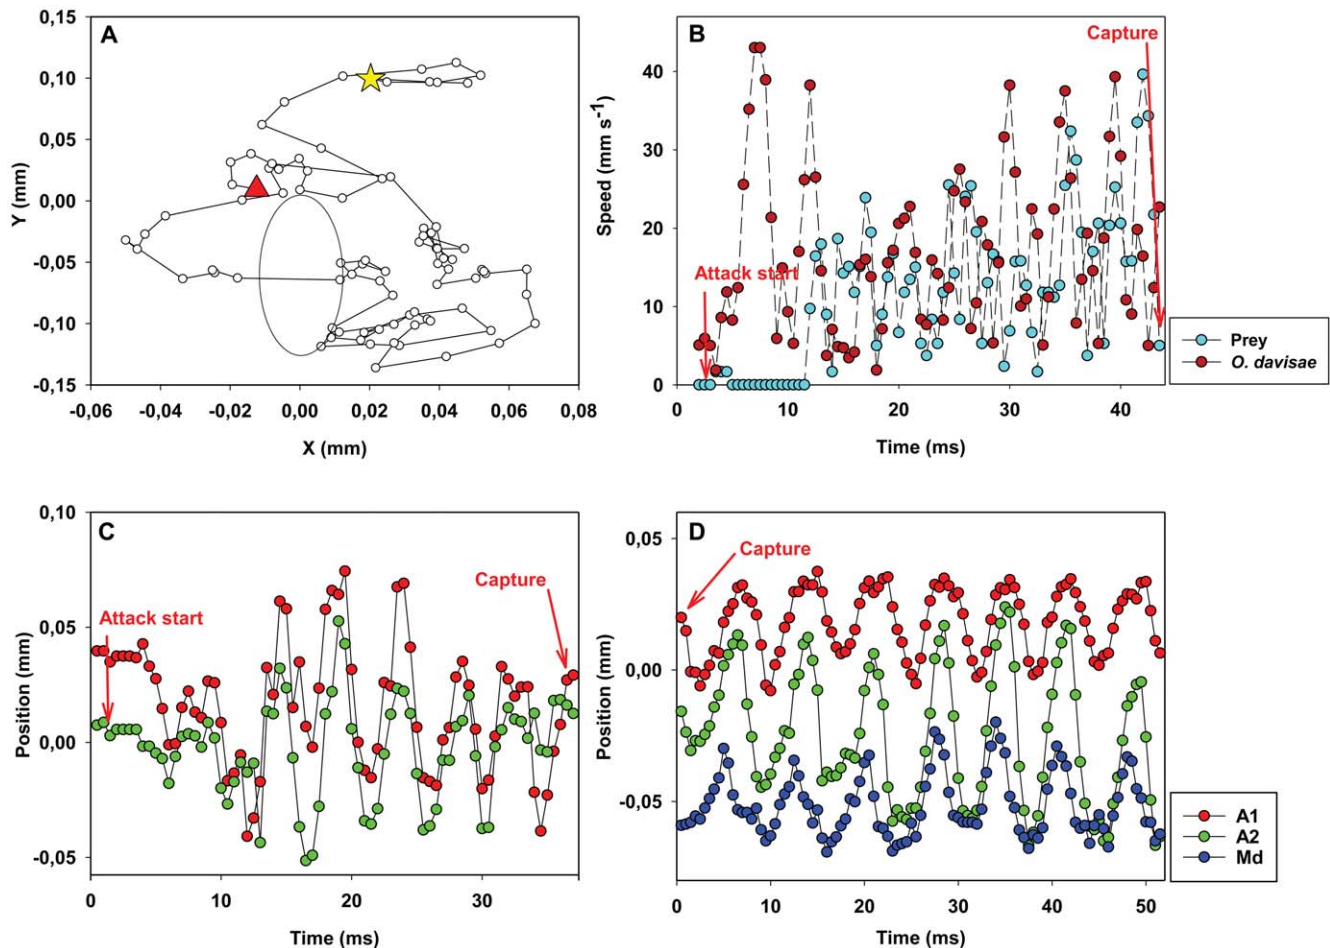 A
0,15
0,10
0,05
0,00
-0,05
-0,10
-0,15
Y (mm)
-0,06 -0,04 -0,02 0,00 0,02 0,04 0,06 0,08
X (mm)
B
Capture
Attack start
40
30
20
10
0
Speed (mm s⁻¹)
0 10 20 30 40
Time (ms)
Prey
O. davisae
C
Attack start
Capture
0,10
0,05
0,00
-0,05
Position (mm)
0 10 20 30
Time (ms)
D
Capture
0,05
0,00
-0,05
Position (mm)
0 10 20 30 40 50
Time (ms)
A1
A2
Md